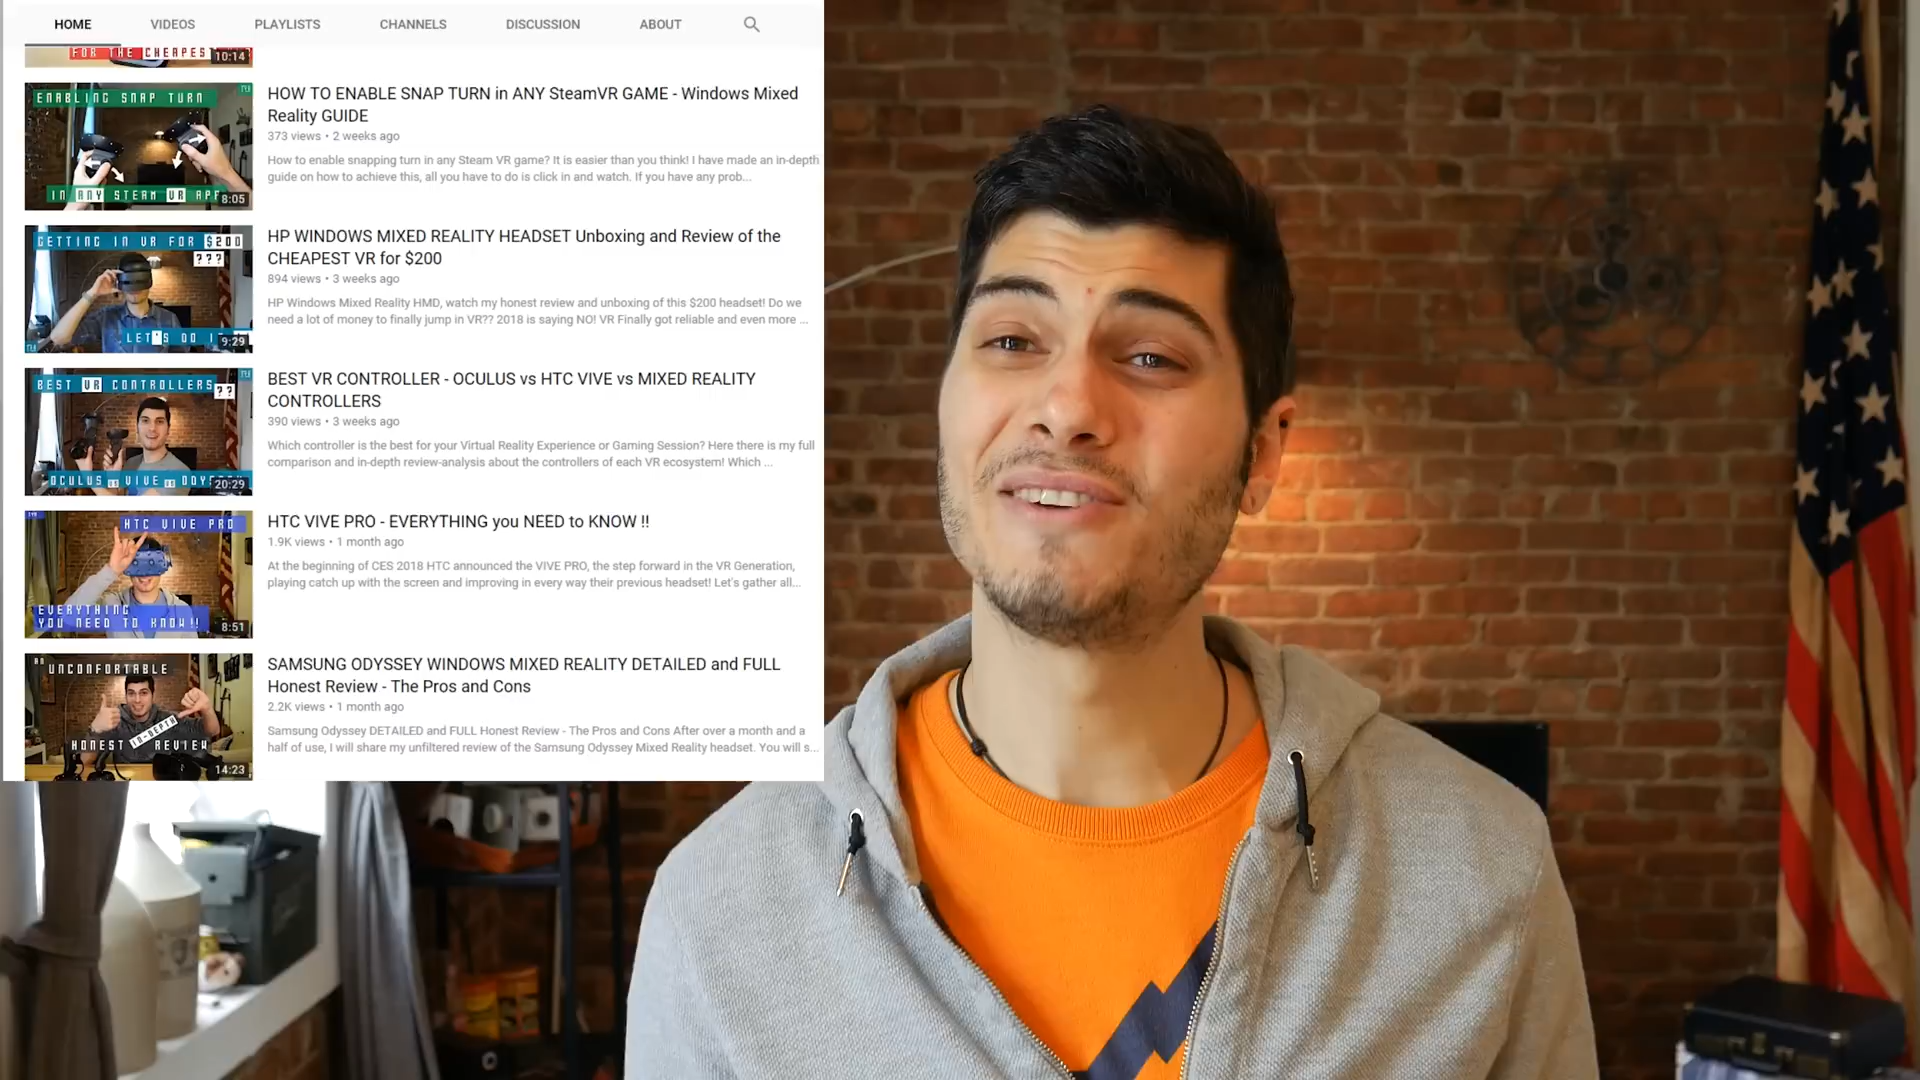 HOME VIDEOS PLAYLISTS CHANNELS DISCUSSION ABOUT
FOR THE CHEAPEST
10:14
ENABLING SNAP TURN
IN ANY STEAM VR APP
8:05
HOW TO ENABLE SNAP TURN in ANY SteamVR GAME - Windows Mixed
Reality GUIDE
373 views • 2 weeks ago
How to enable snapping turn in any Steam VR game? It is easier than you think! I have made an in-depth
guide on how to achieve this, all you have to do is click in and watch. If you have any prob...
GETTING IN VR FOR $200
???
LET'S DO I
9:29
HP WINDOWS MIXED REALITY HEADSET Unboxing and Review of the
CHEAPEST VR for $200
894 views • 3 weeks ago
HP Windows Mixed Reality HMD, watch my honest review and unboxing of this $200 headset! Do we
need a lot of money to finally jump in VR?? 2018 is saying NO! VR Finally got reliable and even more ...
BEST VR CONTROLLERS
??
OCULUS vs VIVE vs ODY
20:29
BEST VR CONTROLLER - OCULUS vs HTC VIVE vs MIXED REALITY
CONTROLLERS
390 views • 3 weeks ago
Which controller is the best for your Virtual Reality Experience or Gaming Session? Here there is my full
comparison and in-depth review-analysis about the controllers of each VR ecosystem! Which ...
HTC VIVE PRO
EVERYTHING
YOU NEED TO KNOW!!
8:51
HTC VIVE PRO - EVERYTHING you NEED to KNOW !!
1.9K views • 1 month ago
At the beginning of CES 2018 HTC announced the VIVE PRO, the step forward in the VR Generation,
playing catch up with the screen and improving in every way their previous headset! Let's gather all...
AN UNCONFORTABLE
HONEST IN-DEPTH REVIEW
14:23
SAMSUNG ODYSSEY WINDOWS MIXED REALITY DETAILED and FULL
Honest Review - The Pros and Cons
2.2K views • 1 month ago
Samsung Odyssey DETAILED and FULL Honest Review - The Pros and Cons After over a month and a
half of use, I will share my unfiltered review of the Samsung Odyssey Mixed Reality headset. You will s...